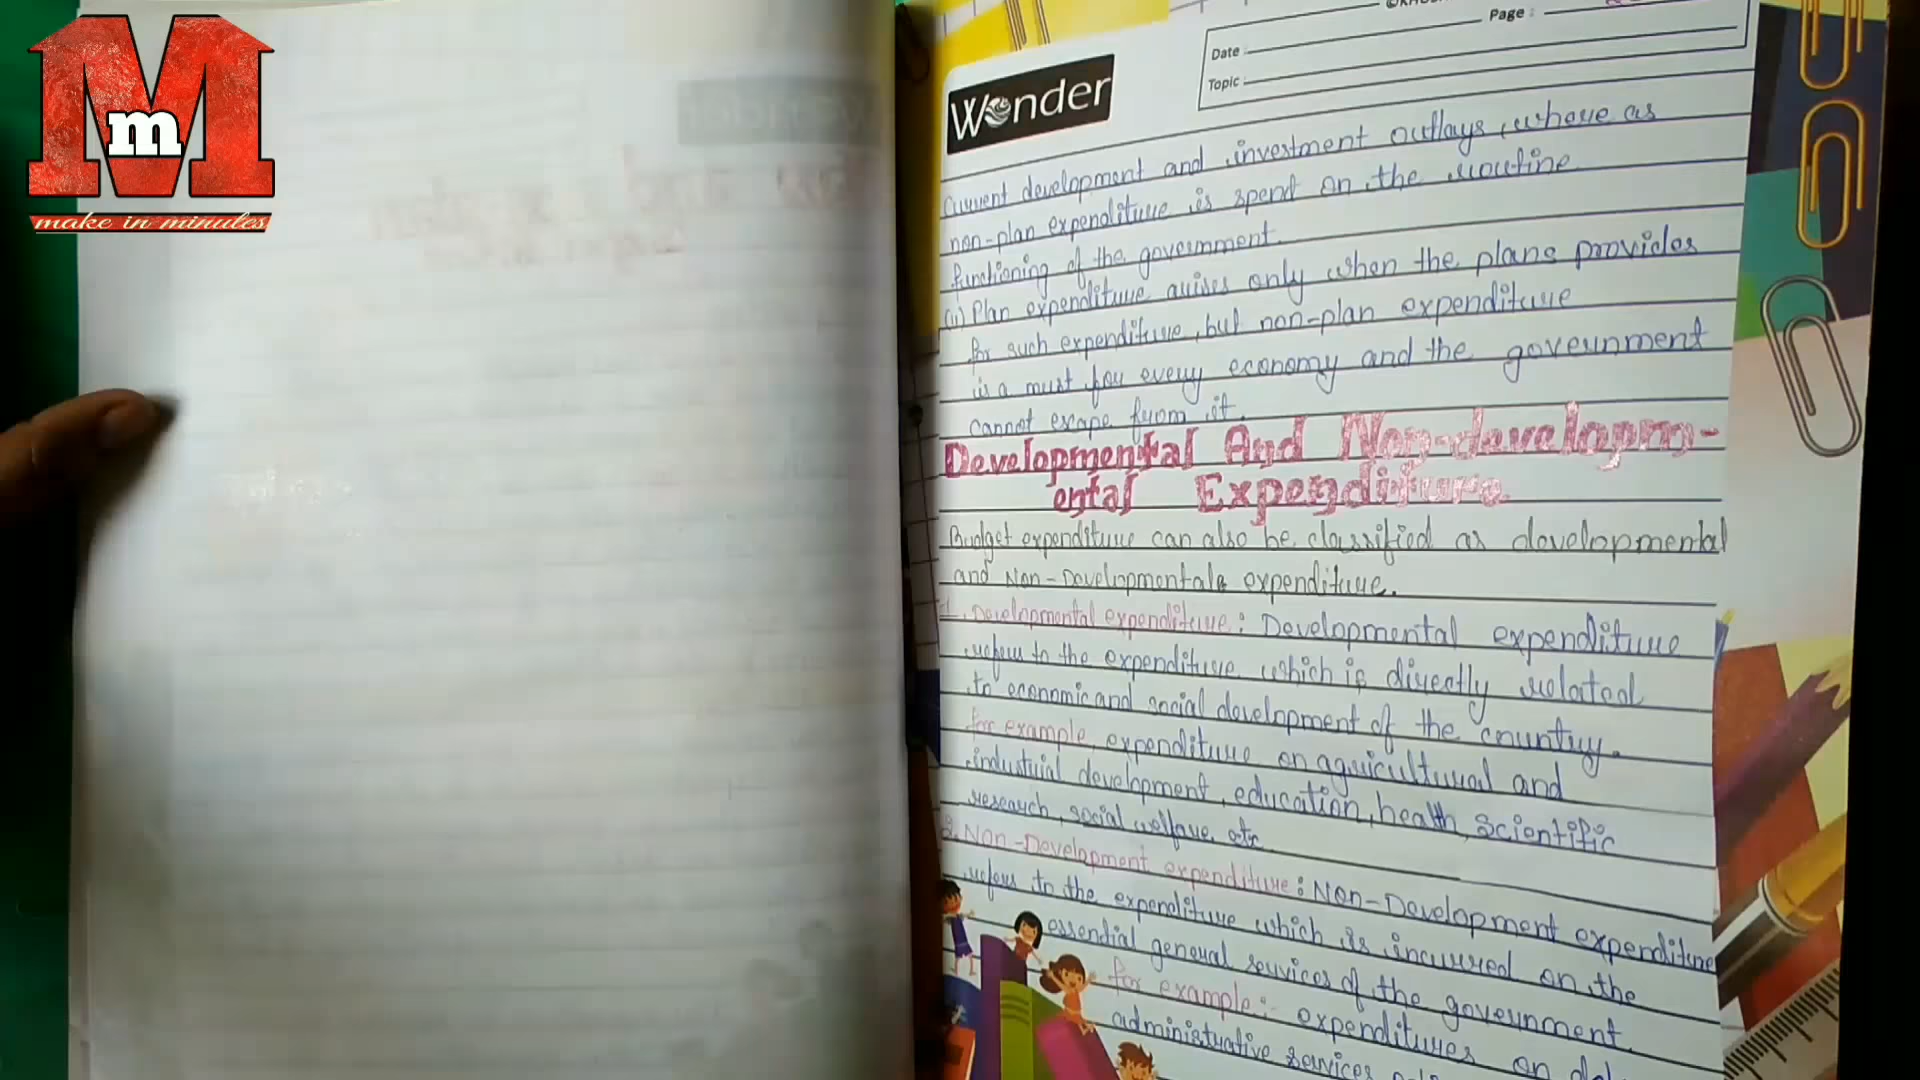 M
m
make in minutes
Page :
Date :
Topic :
Wonder
current development and investment outlays, where as
non-plan expenditure is spend on the routine
functioning of the government.
(ii) Plan expenditure arises only when the plans provides
for such expenditure, but non-plan expenditure
is a must for every economy and the government
cannot escape from it.
Developmental And Non-developm-
ental Expenditure
Budget expenditure can also be classified as developmental
and Non-Developmentals expenditure.
1. Developmental expenditure: Developmental expenditure
refers to the expenditure which is directly related
to economic and social development of the country.
for example, expenditure on agricultural and
industrial development, education, health, Scientific
research, social welfare etc
2. Non-Development expenditure: Non-Development expenditure
refers to the expenditure which is incurred on the
essential general services of the government.
for example:- expenditures on
administrative services